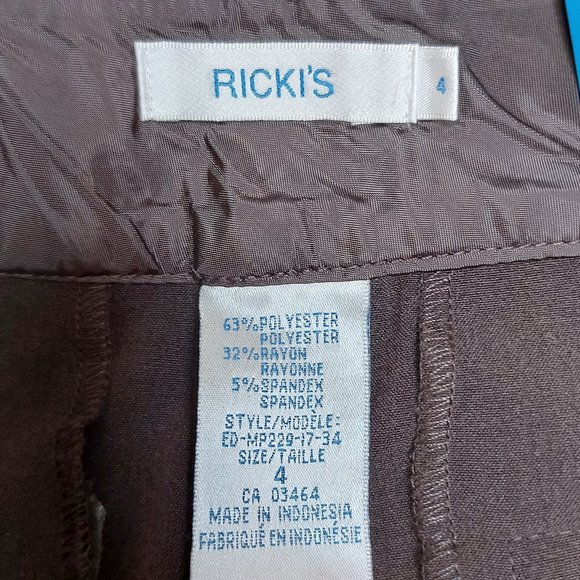 RICKI'S
4
63% POLYESTER
POLYESTER
32% RAYON
RAYONNE
5% SPANDEX
SPANDEX
STYLE/MODÈLE:
ED-MP229-17-34
SIZE/TAILLE
4
CA 03464
MADE IN INDONESIA
FABRIQUÉ EN INDONÉSIE